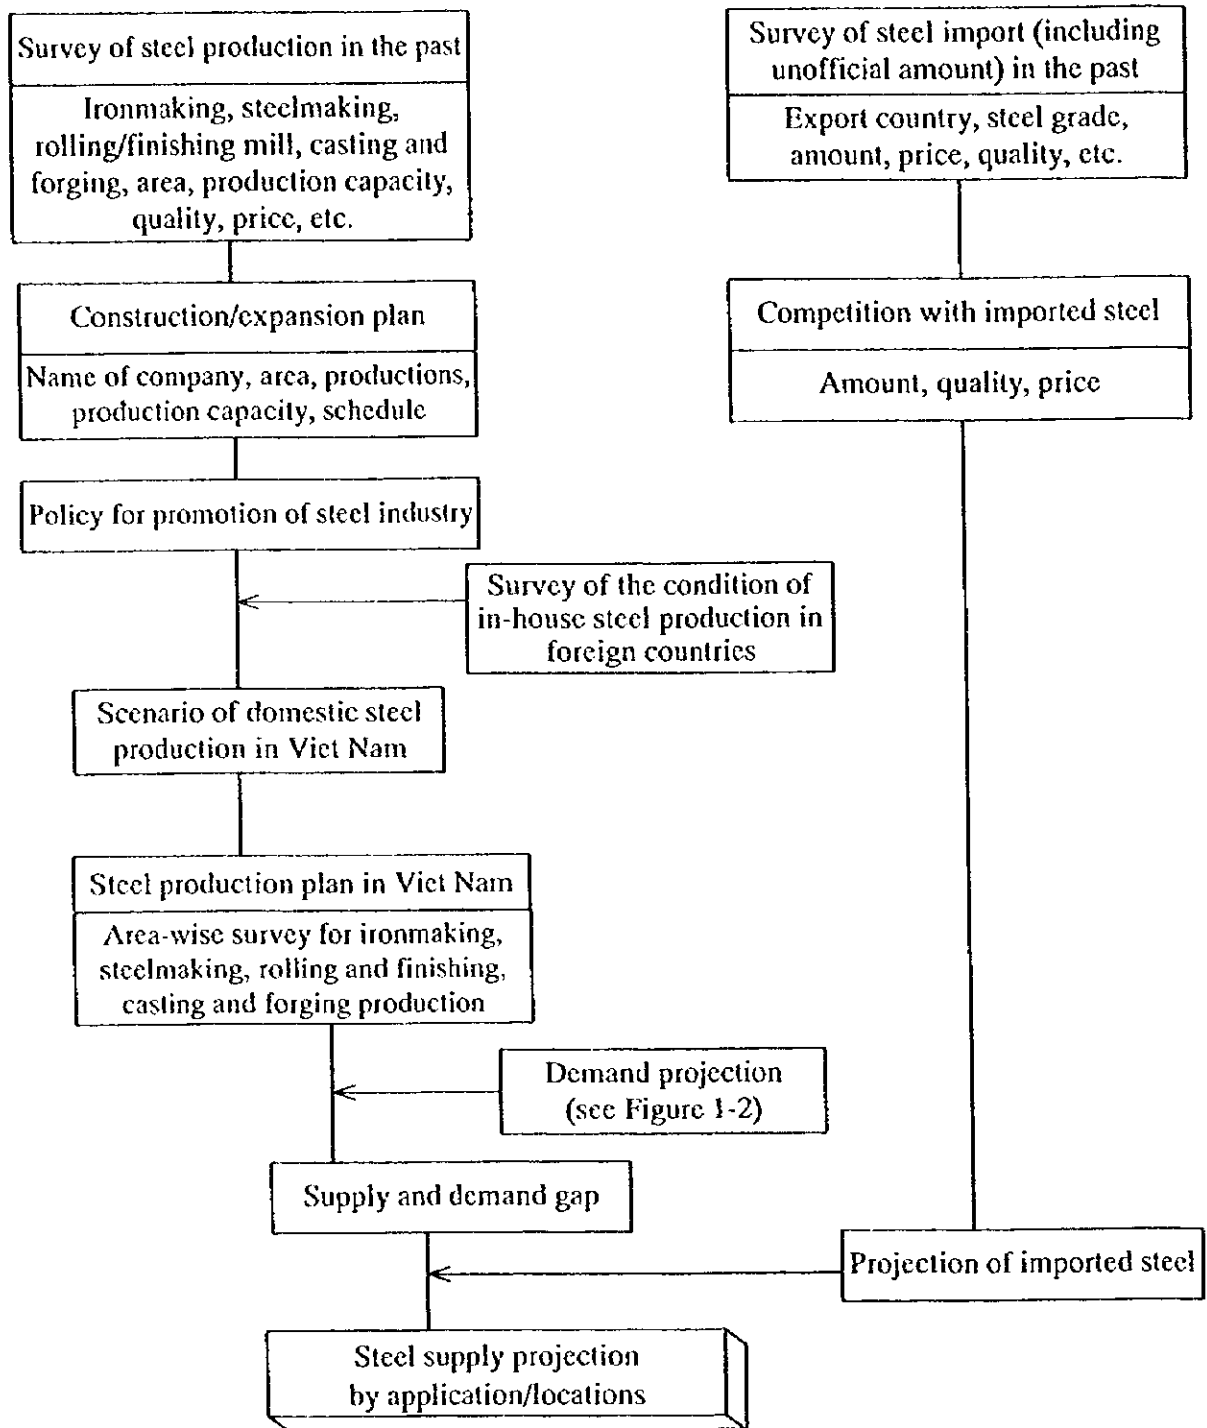 Survey of steel production in the past
Ironmaking, steelmaking,
rolling/finishing mill, casting and
forging, area, production capacity,
quality, price, etc.
Survey of steel import (including
unofficial amount) in the past
Export country, steel grade,
amount, price, quality, etc.
Construction/expansion plan
Name of company, area, productions,
production capacity, schedule
Competition with imported steel
Amount, quality, price
Policy for promotion of steel industry
Survey of the condition of
in-house steel production in
foreign countries
Scenario of domestic steel
production in Viet Nam
Steel production plan in Viet Nam
Area-wise survey for ironmaking,
steelmaking, rolling and finishing,
casting and forging production
Demand projection
(see Figure 1-2)
Supply and demand gap
Projection of imported steel
Steel supply projection
by application/locations